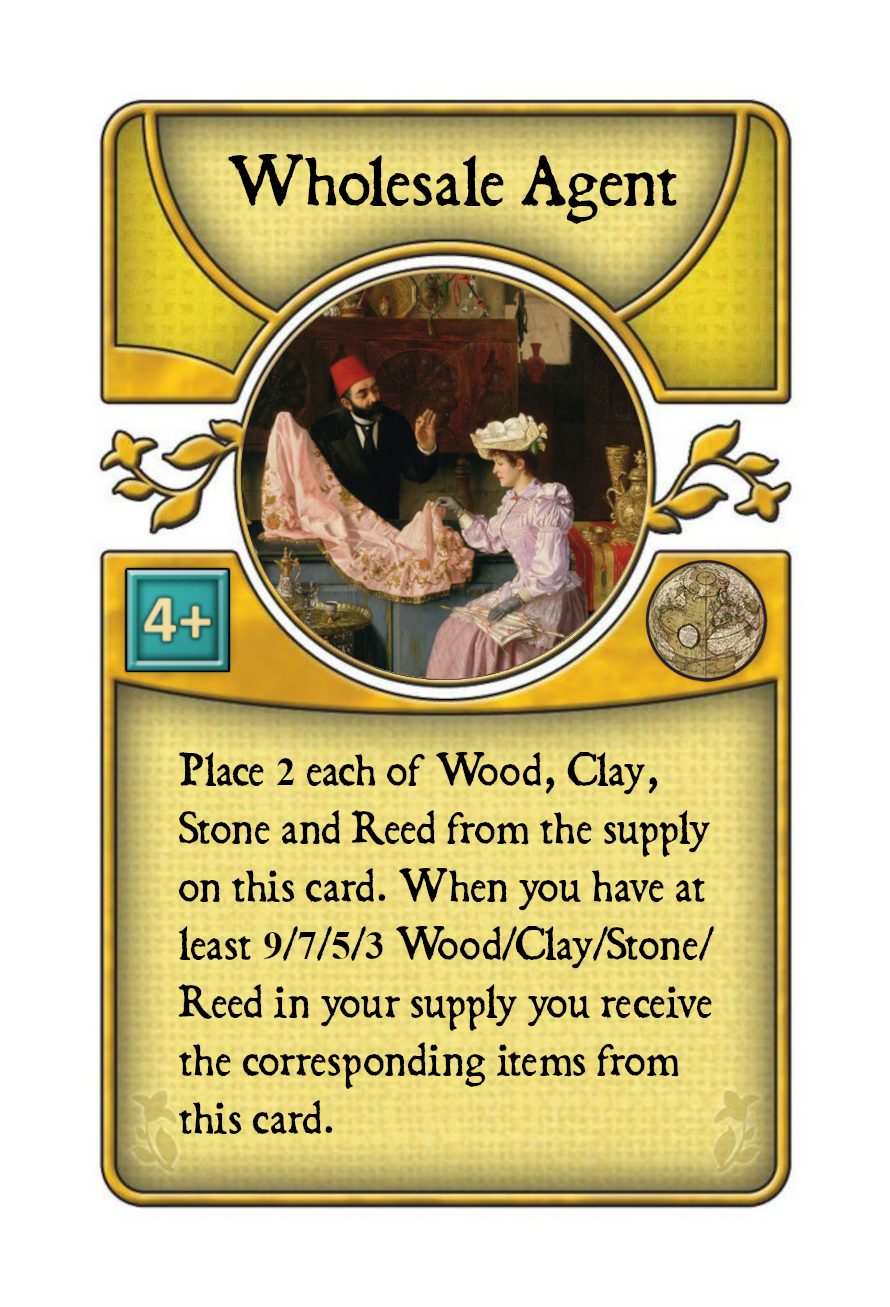 Wholesale Agent
4+
Place 2 each of Wood, Clay,
Stone and Reed from the supply
on this card. When you have at
least 9/7/5/3 Wood/Clay/Stone/
Reed in your supply you receive
the corresponding items from
this card.